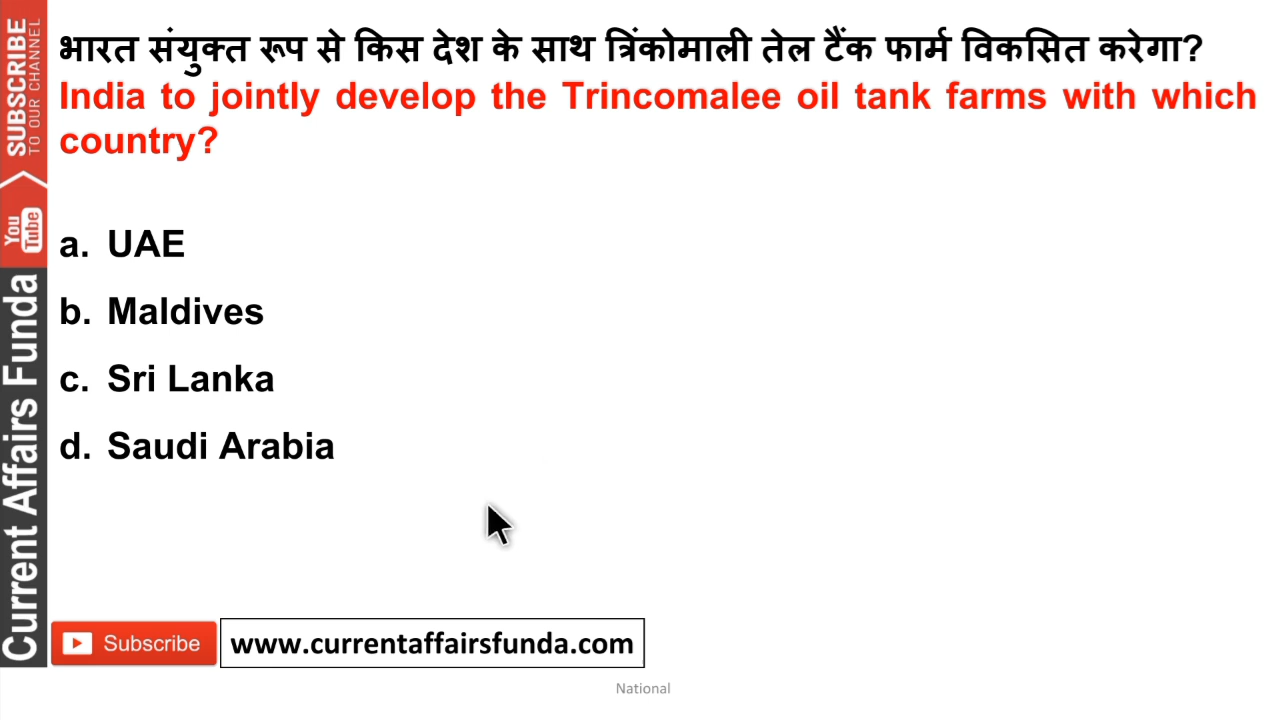 भारत संयुक्त रूप से किस देश के साथ त्रिंकोमाली तेल टैंक फार्म विकसित करेगा?
India to jointly develop the Trincomalee oil tank farms with which
country?
a. UAE
b. Maldives
c. Sri Lanka
d. Saudi Arabia
SUBSCRIBE
TO OUR CHANNEL
You
Tube
Current Affairs Funda
Subscribe
www.currentaffairsfunda.com
National